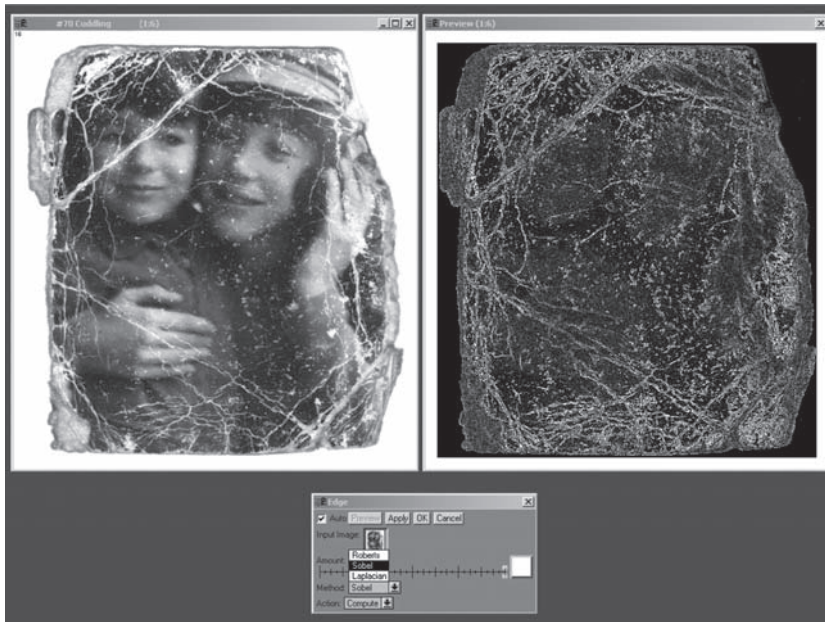 #70 Cuddling (1:6)
Preview (1:6)
16
Edge
Auto Preview Apply OK Cancel
Input Image:
Roberts
Amount:
Sobel
Laplacian
Method: Sobel
Action: Compute